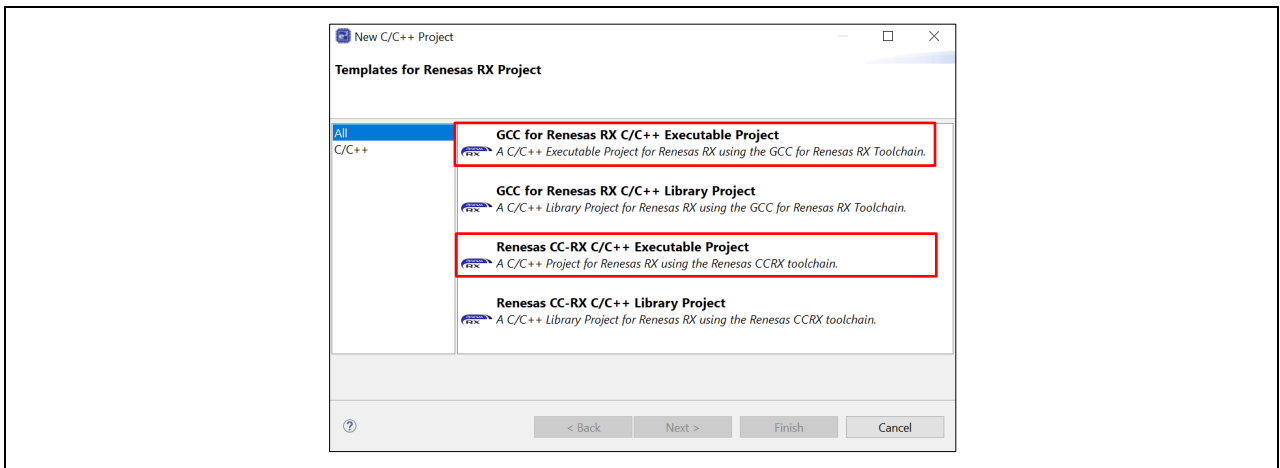 New C/C++ Project
Templates for Renesas RX Project
All
C/C++
GCC for Renesas RX C/C++ Executable Project
A C/C++ Executable Project for Renesas RX using the GCC for Renesas RX Toolchain.
GCC for Renesas RX C/C++ Library Project
A C/C++ Library Project for Renesas RX using the GCC for Renesas RX Toolchain.
Renesas CC-RX C/C++ Executable Project
A C/C++ Project for Renesas RX using the Renesas CCRX toolchain.
Renesas CC-RX C/C++ Library Project
A C/C++ Library Project for Renesas RX using the Renesas CCRX toolchain.
? < Back Next > Finish Cancel